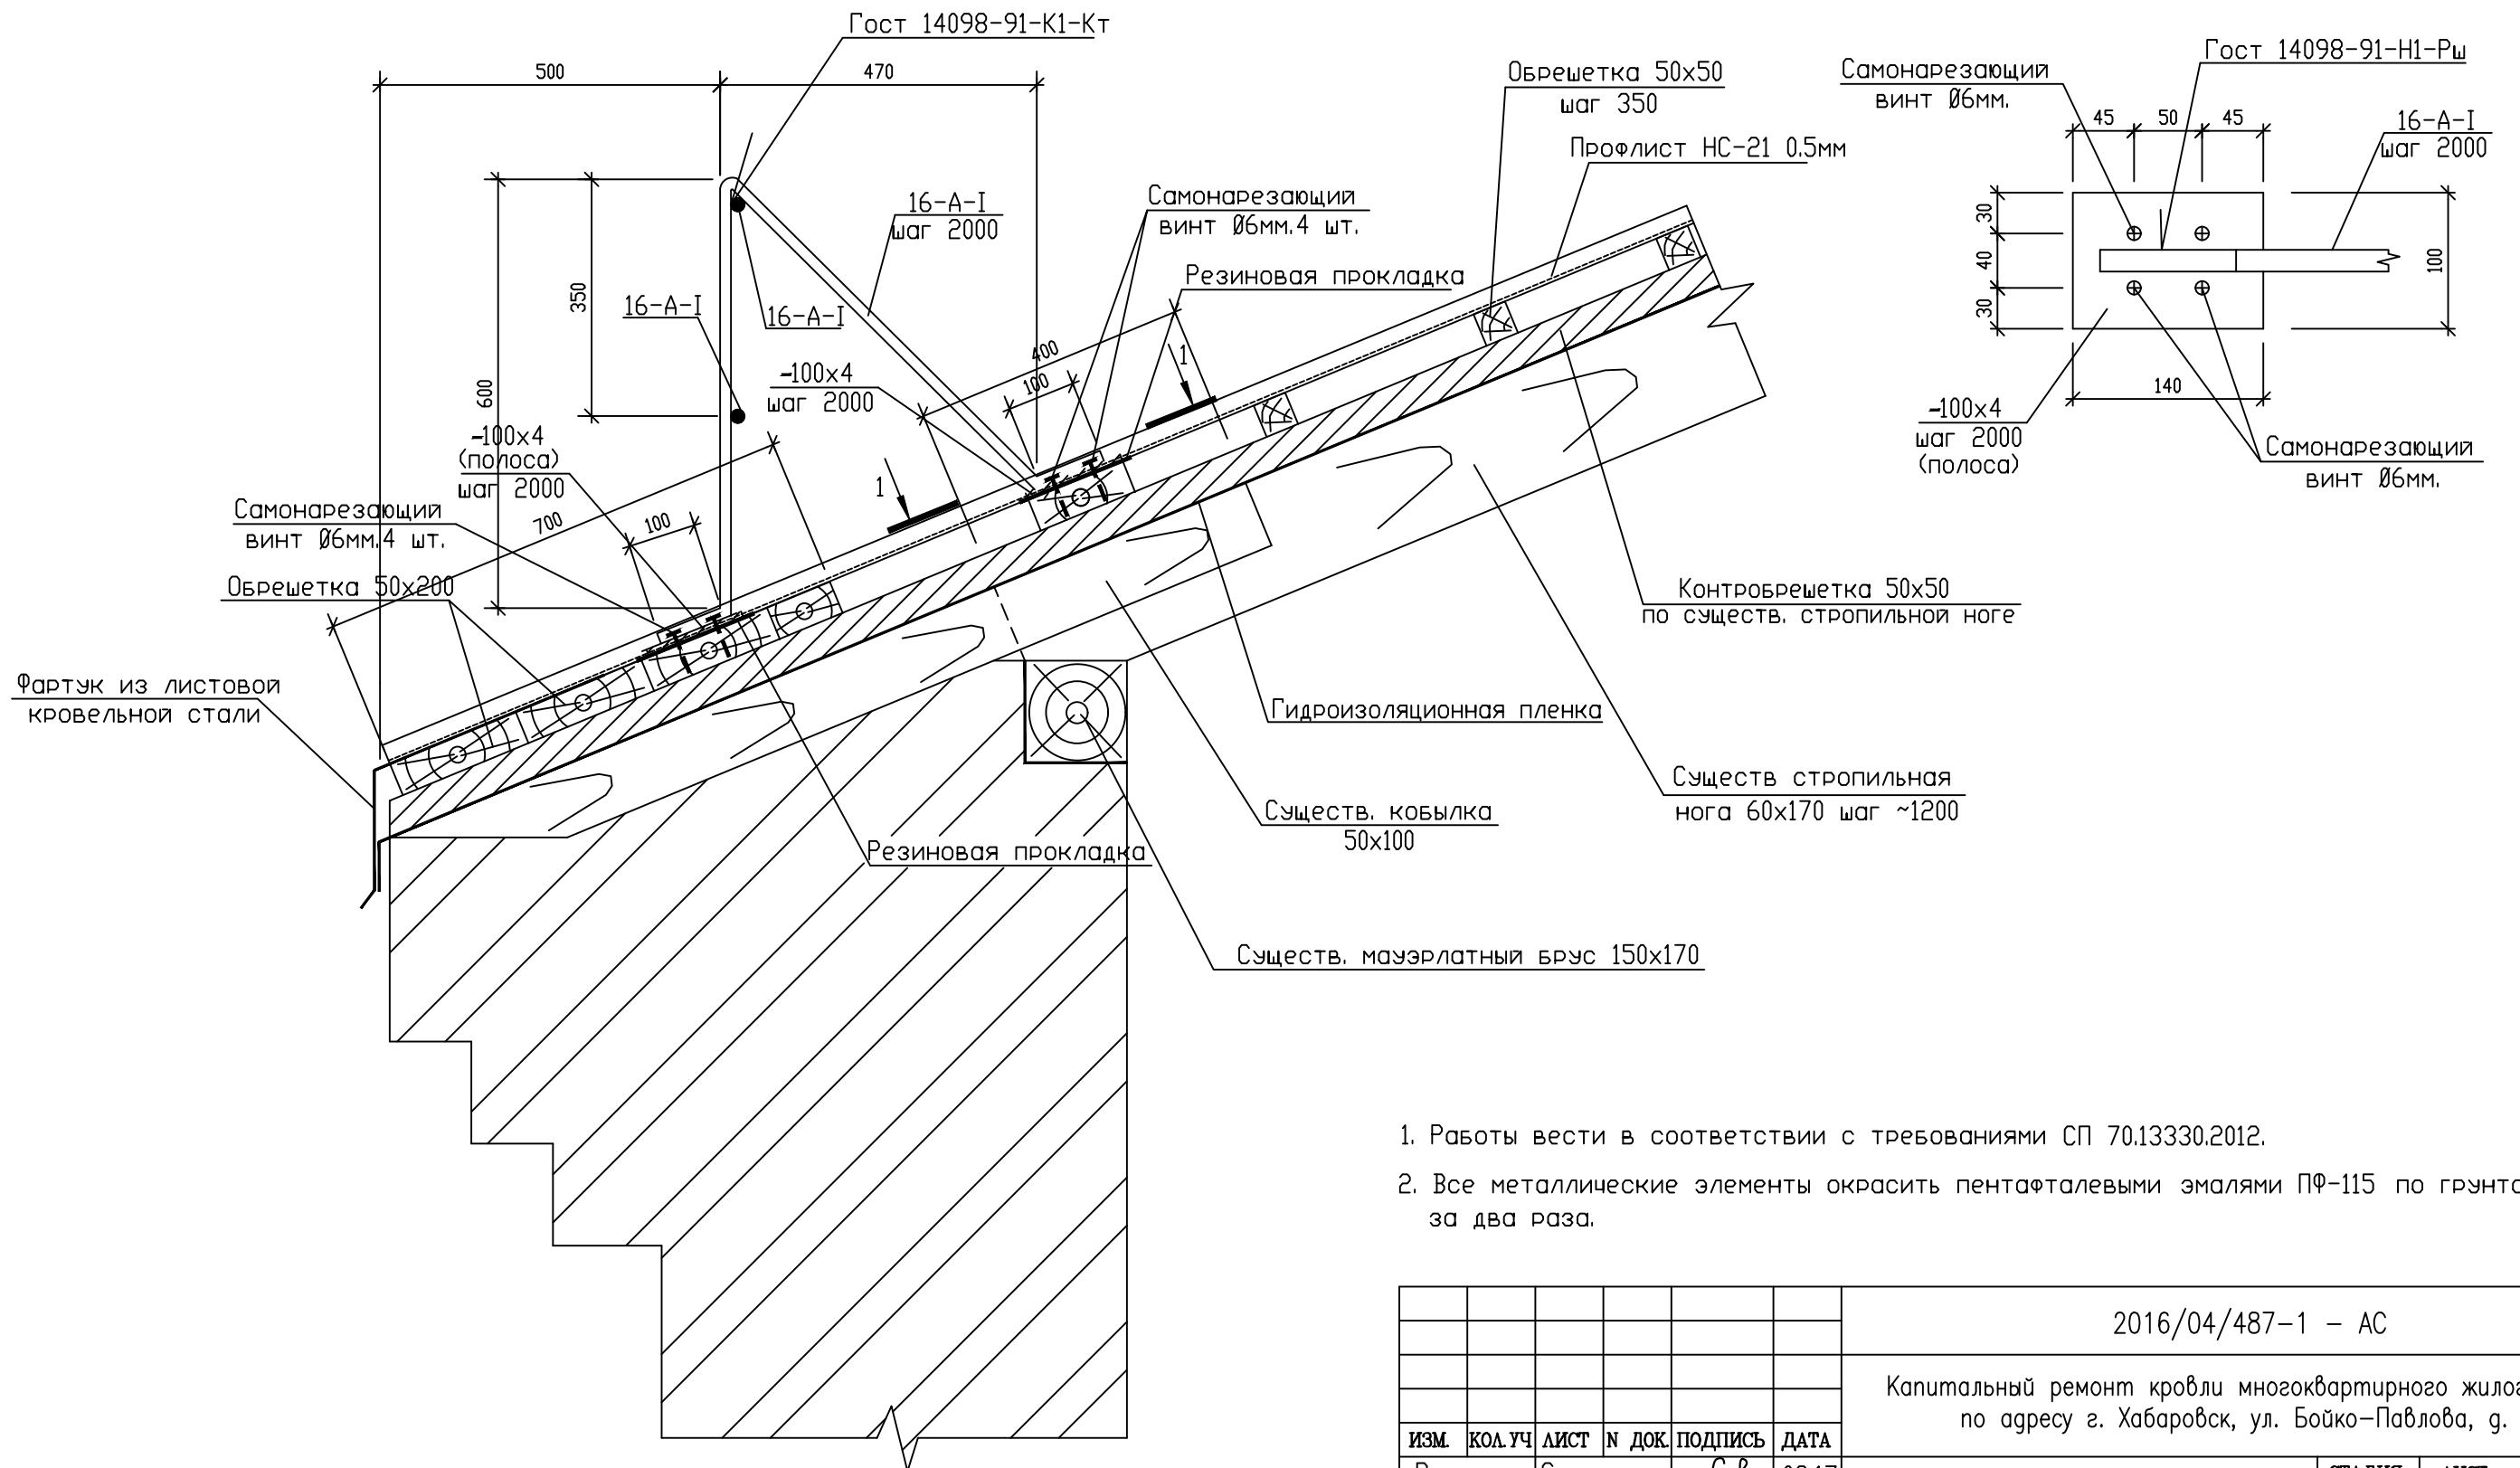 Гост 14098-91-К1-Кт
500
470
Обрешетка 50х50
шаг 350
Самонарезающий
винт Ø6мм.
Гост 14098-91-Н1-Рш
45
50
45
16-А-I
шаг 2000
Профлист НС-21 0.5мм
Самонарезающий
винт Ø6мм.4 шт.
16-А-I
шаг 2000
30
40
30
100
Резиновая прокладка
350
16-А-I
16-А-I
600
400
100
1
-100х4
шаг 2000
140
-100х4
шаг 2000
(полоса)
Самонарезающий
винт Ø6мм.
-100х4
(полоса)
шаг 2000
1
Самонарезающий
винт Ø6мм.4 шт.
700
100
Обрешетка 50х200
Контробрешетка 50х50
по существ. стропильной ноге
Фартук из листовой
кровельной стали
Гидроизоляционная пленка
Существ стропильная
нога 60х170 шаг ~1200
Существ. кобылка
50х100
Резиновая прокладка
Существ. мауэрлатный брус 150х170
1. Работы вести в соответствии с требованиями СП 70.13330.2012.
2. Все металлические элементы окрасить пентафталевыми эмалями ПФ-115 по
за два раза.
2016/04/487-1 - АС
Капитальный ремонт кровли многоквартирного
по адресу г. Хабаровск, ул. Бойко-Павлова, д.
ИЗМ. КОЛ.УЧ ЛИСТ N ДОК. ПОДПИСЬ ДАТА